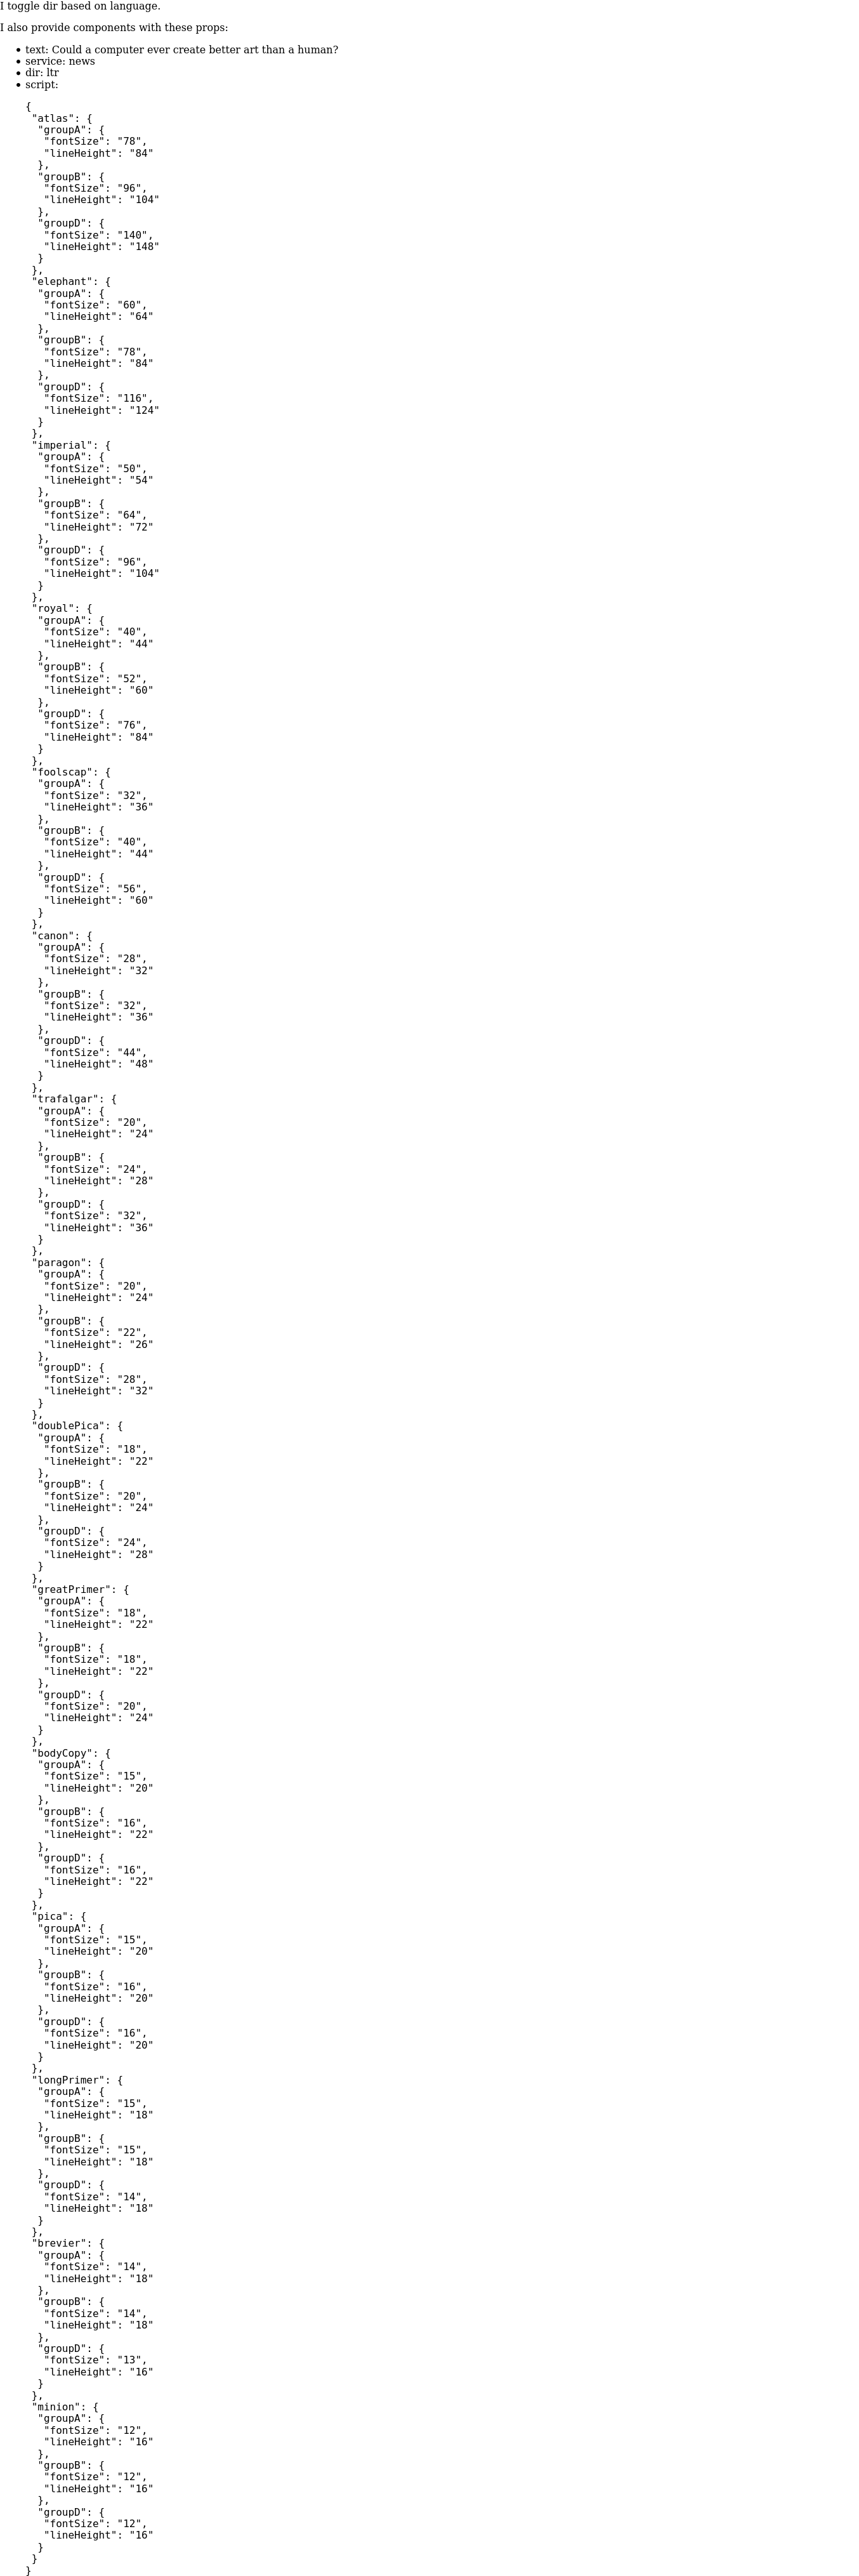 I toggle dir based on language.
I also provide components with these props:
• text: Could a computer ever create better art than a human?
• service: news
• dir: ltr
• script:
{
"atlas": {
"groupA": {
"fontSize": "78",
"lineHeight": "84"
},
"groupB": {
"fontSize": "96",
"lineHeight": "104"
},
"groupD": {
"fontSize": "140",
"lineHeight": "148"
}
},
"elephant": {
"groupA": {
"fontSize": "60",
"lineHeight": "64"
},
"groupB": {
"fontSize": "78",
"lineHeight": "84"
},
"groupD": {
"fontSize": "116",
"lineHeight": "124"
}
},
"imperial": {
"groupA": {
"fontSize": "50",
"lineHeight": "54"
},
"groupB": {
"fontSize": "64",
"lineHeight": "72"
},
"groupD": {
"fontSize": "96",
"lineHeight": "104"
}
},
"royal": {
"groupA": {
"fontSize": "40",
"lineHeight": "44"
},
"groupB": {
"fontSize": "52",
"lineHeight": "60"
},
"groupD": {
"fontSize": "76",
"lineHeight": "84"
}
},
"foolscap": {
"groupA": {
"fontSize": "32",
"lineHeight": "36"
},
"groupB": {
"fontSize": "40",
"lineHeight": "44"
},
"groupD": {
"fontSize": "56",
"lineHeight": "60"
}
},
"canon": {
"groupA": {
"fontSize": "28",
"lineHeight": "32"
},
"groupB": {
"fontSize": "32",
"lineHeight": "36"
},
"groupD": {
"fontSize": "44",
"lineHeight": "48"
}
},
"trafalgar": {
"groupA": {
"fontSize": "20",
"lineHeight": "24"
},
"groupB": {
"fontSize": "24",
"lineHeight": "28"
},
"groupD": {
"fontSize": "32",
"lineHeight": "36"
}
},
"paragon": {
"groupA": {
"fontSize": "20",
"lineHeight": "24"
},
"groupB": {
"fontSize": "22",
"lineHeight": "26"
},
"groupD": {
"fontSize": "28",
"lineHeight": "32"
}
},
"doublePica": {
"groupA": {
"fontSize": "18",
"lineHeight": "22"
},
"groupB": {
"fontSize": "20",
"lineHeight": "24"
},
"groupD": {
"fontSize": "24",
"lineHeight": "28"
}
},
"greatPrimer": {
"groupA": {
"fontSize": "18",
"lineHeight": "22"
},
"groupB": {
"fontSize": "18",
"lineHeight": "22"
},
"groupD": {
"fontSize": "20",
"lineHeight": "24"
}
},
"bodyCopy": {
"groupA": {
"fontSize": "15",
"lineHeight": "20"
},
"groupB": {
"fontSize": "16",
"lineHeight": "22"
},
"groupD": {
"fontSize": "16",
"lineHeight": "22"
}
},
"pica": {
"groupA": {
"fontSize": "15",
"lineHeight": "20"
},
"groupB": {
"fontSize": "16",
"lineHeight": "20"
},
"groupD": {
"fontSize": "16",
"lineHeight": "20"
}
},
"longPrimer": {
"groupA": {
"fontSize": "15",
"lineHeight": "18"
},
"groupB": {
"fontSize": "15",
"lineHeight": "18"
},
"groupD": {
"fontSize": "14",
"lineHeight": "18"
}
},
"brevier": {
"groupA": {
"fontSize": "14",
"lineHeight": "18"
},
"groupB": {
"fontSize": "14",
"lineHeight": "18"
},
"groupD": {
"fontSize": "13",
"lineHeight": "16"
}
},
"minion": {
"groupA": {
"fontSize": "12",
"lineHeight": "16"
},
"groupB": {
"fontSize": "12",
"lineHeight": "16"
},
"groupD": {
"fontSize": "12",
"lineHeight": "16"
}
}
}